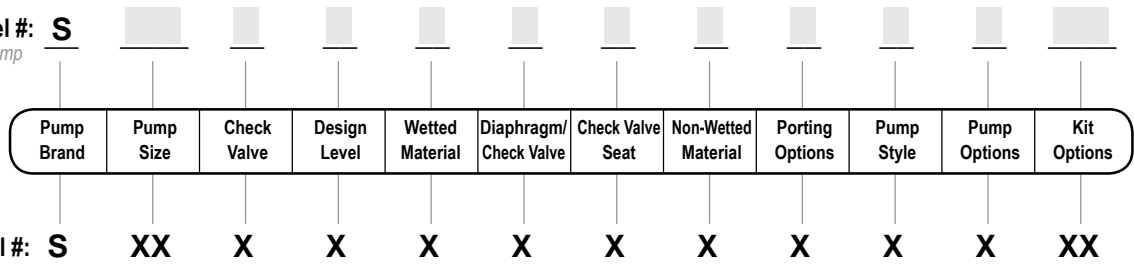 el #: S
mp
Pump Brand
Pump Size
Check Valve
Design Level
Wetted Material
Diaphragm/ Check Valve
Check Valve Seat
Non-Wetted Material
Porting Options
Pump Style
Pump Options
Kit Options
l #: S XX X X X X X X X X X XX